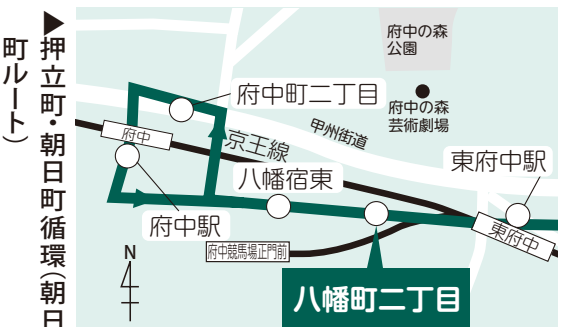 ▶押立町・朝日町循環(朝日
町ルート)
府中の森
公園
府中町二丁目
府中の森
芸術劇場
甲州街道
府中
京王線
東府中駅
八幡宿東
府中駅
東府中
府中競馬場正門前
N
八幡町二丁目